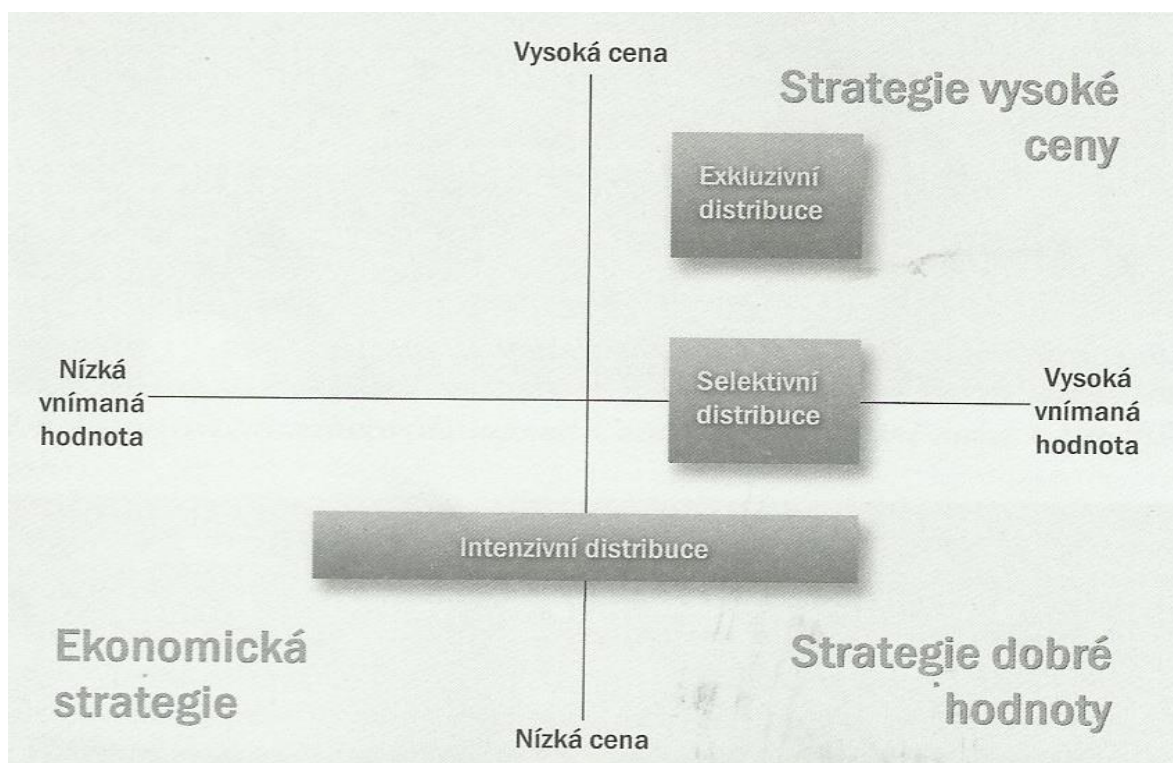 Vysoká cena
Strategie vysoké
ceny
Exkluzivní
distribuce
Nízká
vnímaná
hodnota
Selektivní
distribuce
Vysoká
vnímaná
hodnota
Intenzivní distribuce
Ekonomická
strategie
Strategie dobré
hodnoty
Nízká cena